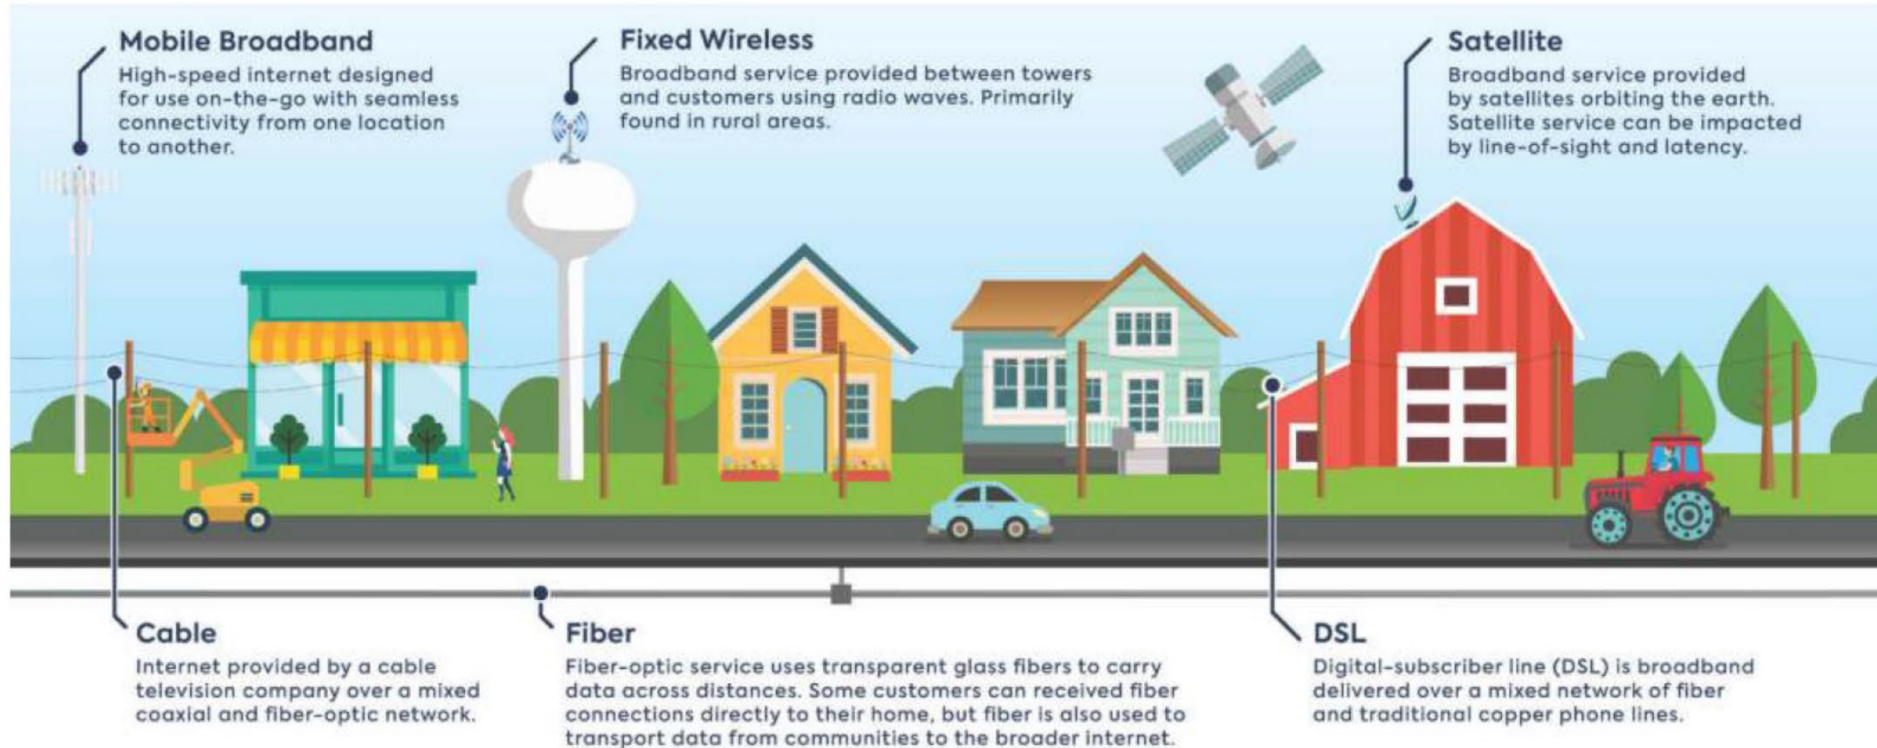 Mobile Broadband
High-speed internet designed
for use on-the-go with seamless
connectivity from one location
to another.
Fixed Wireless
Broadband service provided between towers
and customers using radio waves. Primarily
found in rural areas.
Satellite
Broadband service provided
by satellites orbiting the earth.
Satellite service can be impacted
by line-of-sight and latency.
Cable
Internet provided by a cable
television company over a mixed
coaxial and fiber-optic network.
Fiber
Fiber-optic service uses transparent glass fibers to carry
data across distances. Some customers can received fiber
connections directly to their home, but fiber is also used to
transport data from communities to the broader internet.
DSL
Digital-subscriber line (DSL) is broadband
delivered over a mixed network of fiber
and traditional copper phone lines.